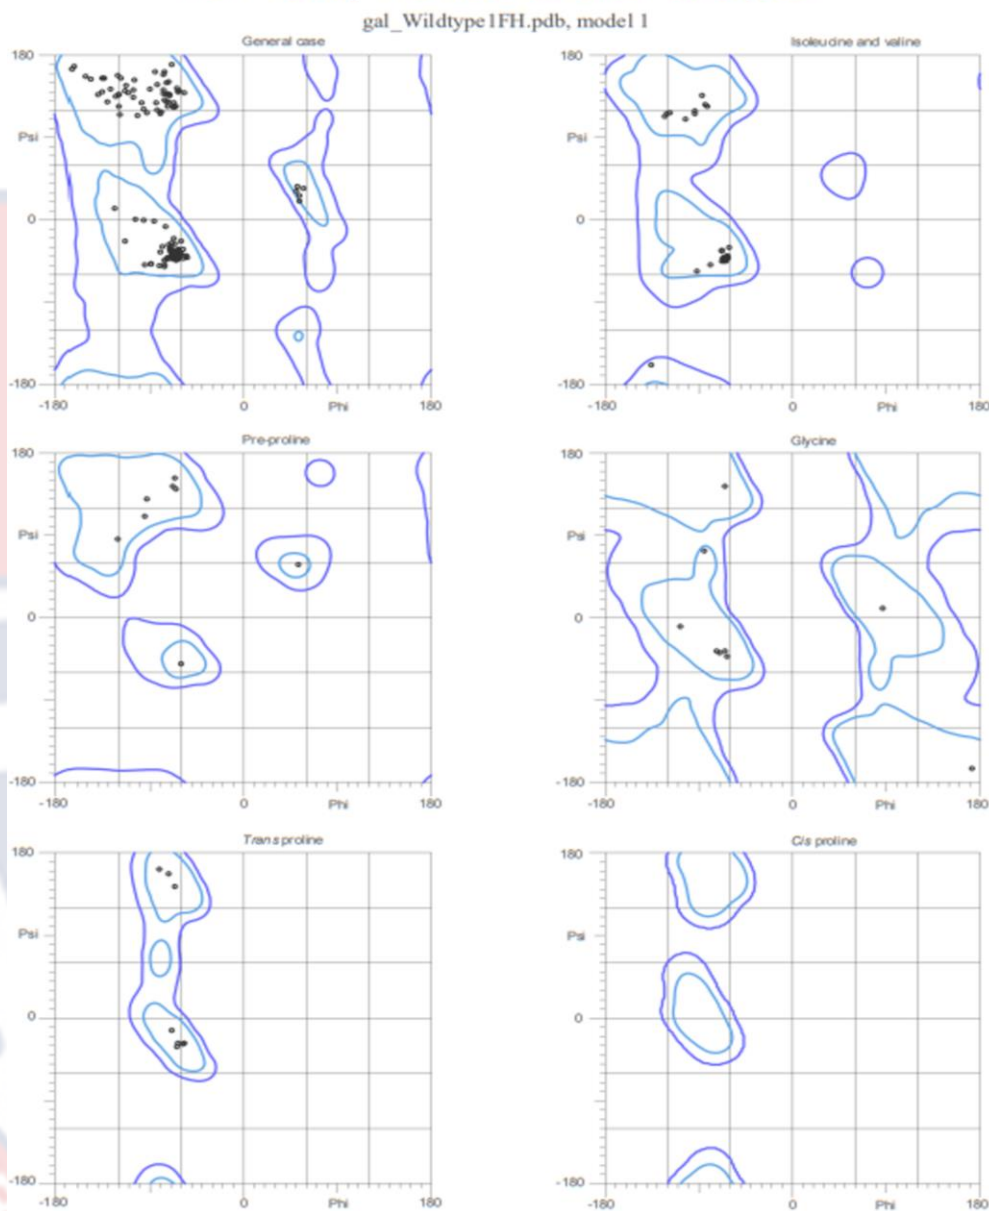 gal_Wildtype1FH.pdb, model 1
General case
Isoleucine and valine
180
Psi
0
-180
-180
0
Phi
180
180
Psi
0
-180
-180
0
Phi
180
Pre-proline
Glycine
180
Psi
0
-180
-180
0
Phi
180
180
Psi
0
-180
-180
0
Phi
180
Trans proline
Cis proline
180
Psi
0
-180
-180
0
Phi
180
180
Psi
0
-180
-180
0
Phi
180